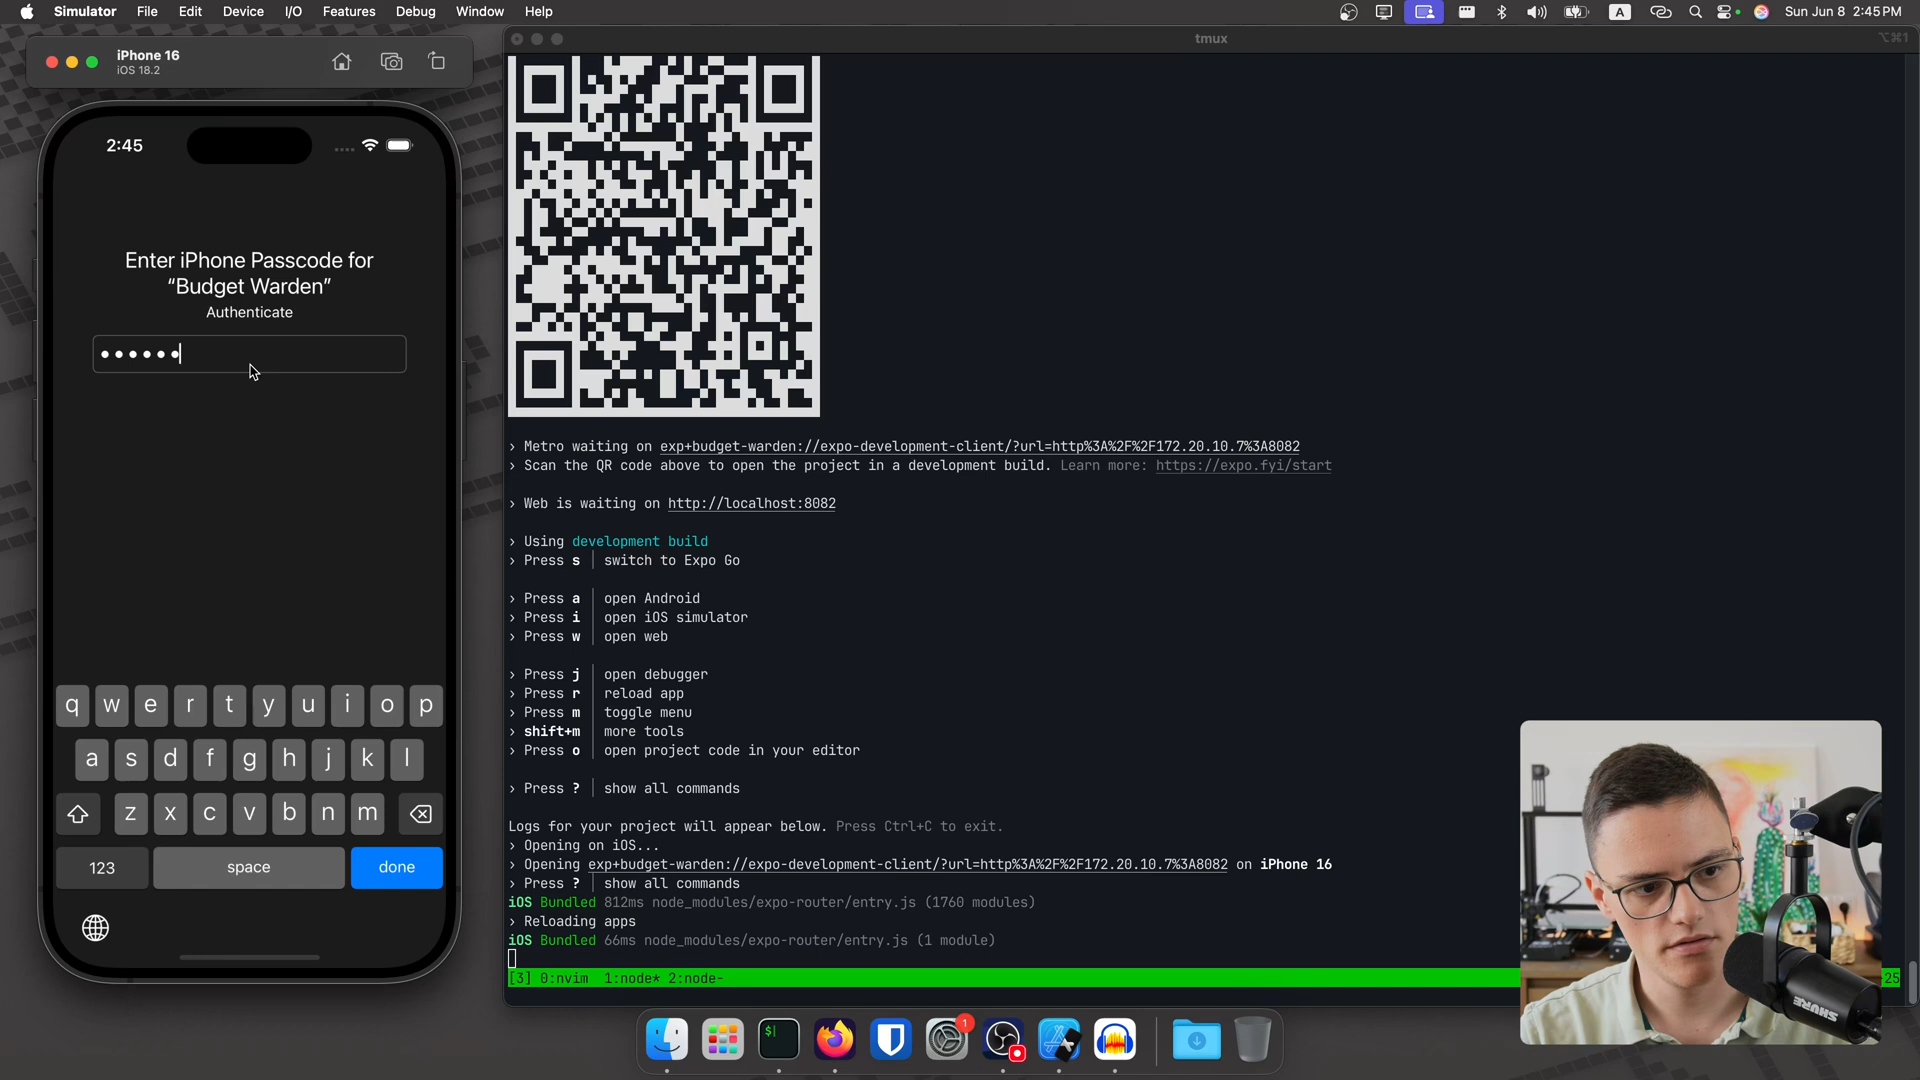 Simulator File Edit View Device I/O Features Debug Window Help
A Sun Jun 8 2:45 PM
iPhone 16
iOS 18.2
tmux
⌥⌘1
2:45
Enter iPhone Passcode for
“Budget Warden”
Authenticate
••••••
q w e r t y u i o p
a s d f g h j k l
z x c v b n m
123 space done
› Metro waiting on exp+budget-warden://expo-development-client/?url=http%3A%2F%2F172.20.10.7%3A8082
› Scan the QR code above to open the project in a development build. Learn more: https://expo.fyi/start
› Web is waiting on http://localhost:8082
› Using development build
› Press s │ switch to Expo Go
› Press a │ open Android
› Press i │ open iOS simulator
› Press w │ open web
› Press j │ open debugger
› Press r │ reload app
› Press m │ toggle menu
› shift+m │ more tools
› Press o │ open project code in your editor
› Press ? │ show all commands
Logs for your project will appear below. Press Ctrl+C to exit.
› Opening on iOS...
› Opening exp+budget-warden://expo-development-client/?url=http%3A%2F%2F172.20.10.7%3A8082 on iPhone 16
› Press ? │ show all commands
iOS Bundled 812ms node_modules/expo-router/entry.js (1760 modules)
› Reloading apps
iOS Bundled 66ms node_modules/expo-router/entry.js (1 module)
[3] 0:nvim 1:node* 2:node-
25
SHURE
$
1